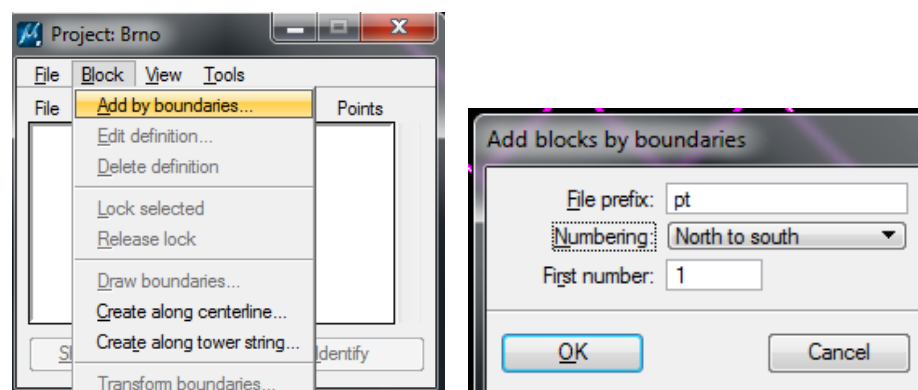 Project: Brno
File Block View Tools
File Points
Add by boundaries...
Edit definition...
Delete definition
Lock selected
Release lock
Draw boundaries...
Create along centerline...
Create along tower string...
Identify
Transform boundaries...
Add blocks by boundaries
File prefix: pt
Numbering: North to south
First number: 1
OK Cancel